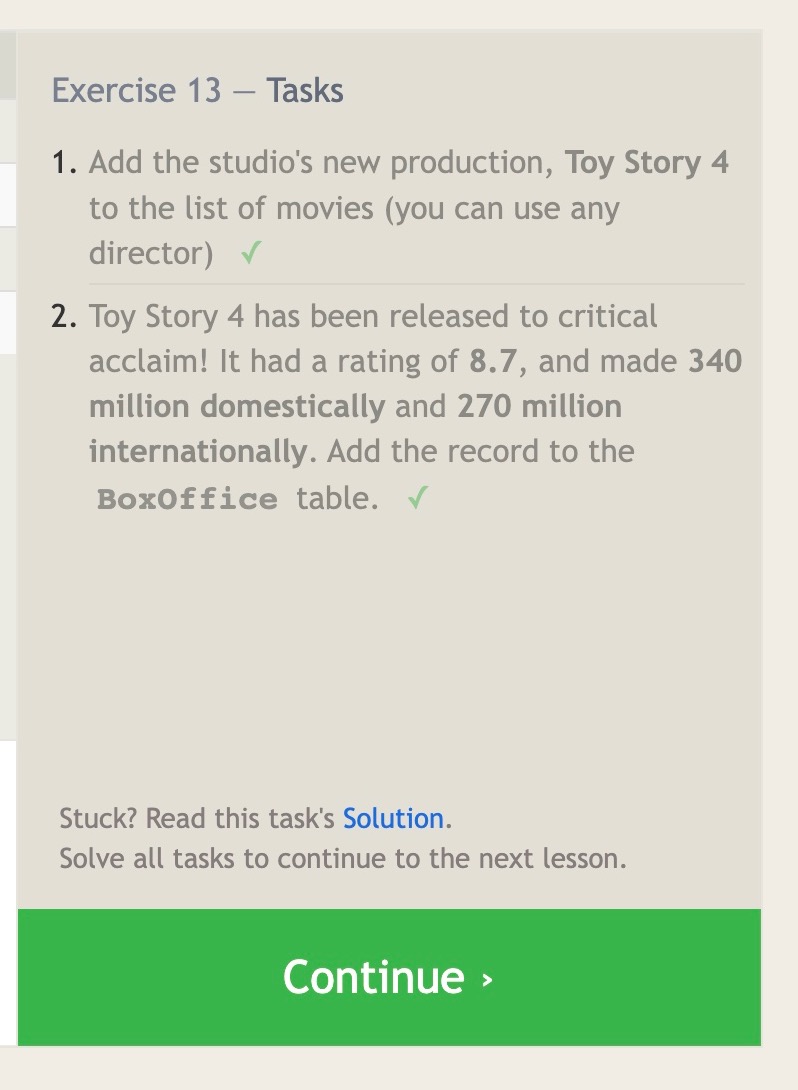 Exercise 13 — Tasks
1. Add the studio's new production, Toy Story 4
to the list of movies (you can use any
director) ✓
2. Toy Story 4 has been released to critical
acclaim! It had a rating of 8.7, and made 340
million domestically and 270 million
internationally. Add the record to the
BoxOffice table. ✓
Stuck? Read this task's Solution.
Solve all tasks to continue to the next lesson.
Continue ›